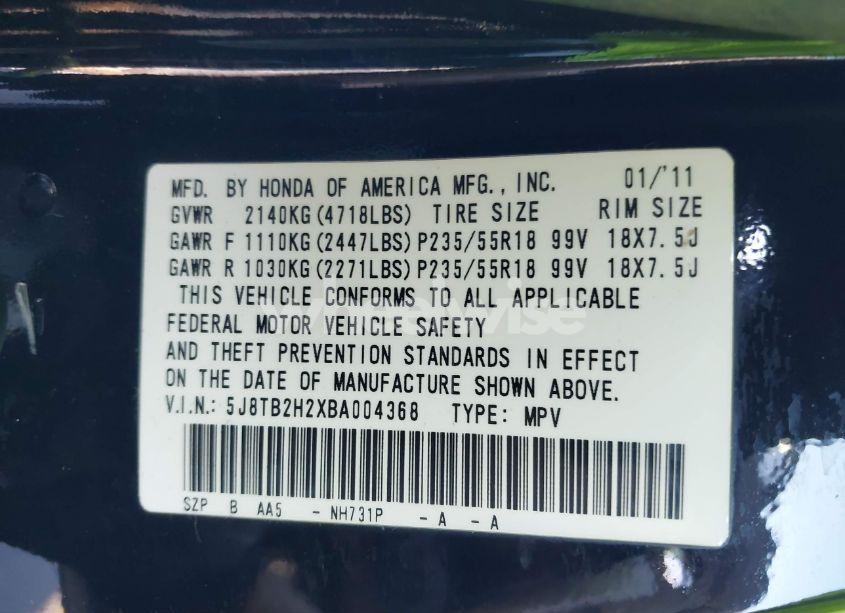 MFD. BY HONDA OF AMERICA MFG., INC. 01/'11
GVWR 2140KG(4718LBS) TIRE SIZE RIM SIZE
GAWR F 1110KG(2447LBS)P235/55R18 99V 18X7.5J
GAWR R 1030KG(2271LBS)P235/55R18 99V 18X7.5J
THIS VEHICLE CONFORMS TO ALL APPLICABLE
FEDERAL MOTOR VEHICLE SAFETY
AND THEFT PREVENTION STANDARDS IN EFFECT
ON THE DATE OF MANUFACTURE SHOWN ABOVE.
V.I.N.: 5J8TB2H2XBA004368 TYPE: MPV
SZP B AA5 - NH731P - A - A